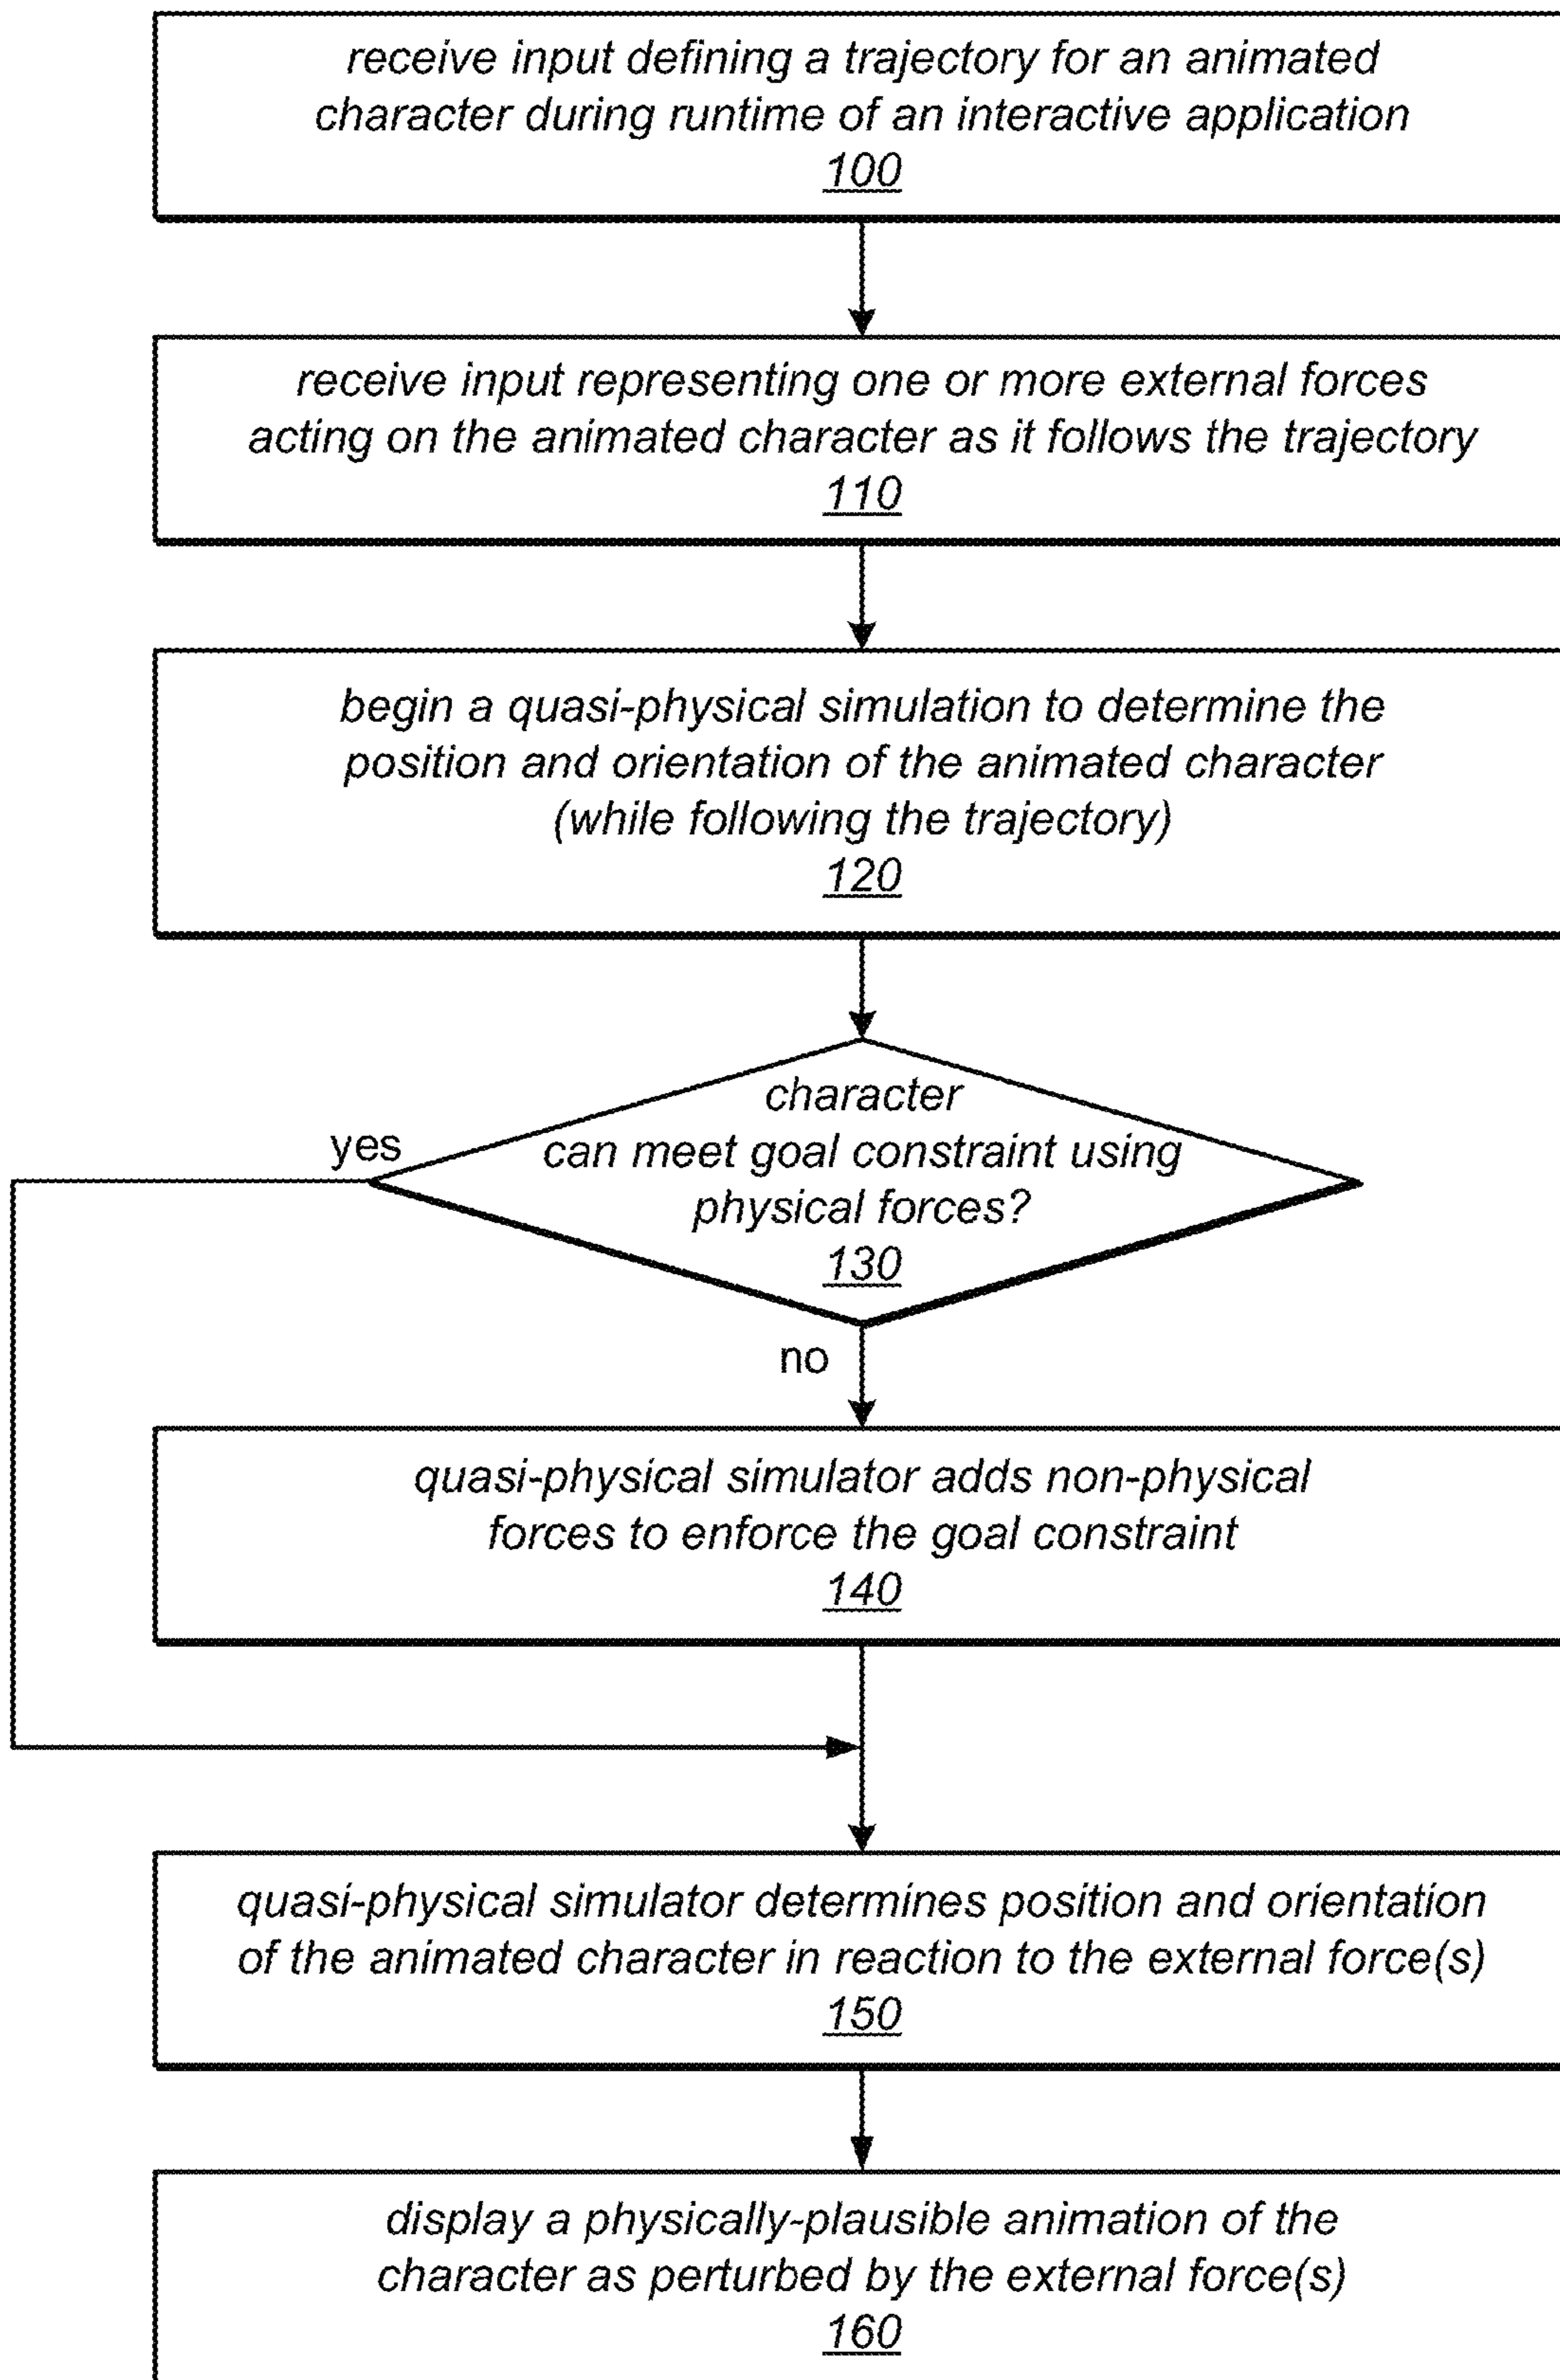 receive input defining a trajectory for an animated
character during runtime of an interactive application
100
receive input representing one or more external forces
acting on the animated character as it follows the trajectory
110
begin a quasi-physical simulation to determine the
position and orientation of the animated character
(while following the trajectory)
120
character
yes
can meet goal constraint using
physical forces?
130
no
quasi-physical simulator adds non-physical
forces to enforce the goal constraint
140
quasi-physical simulator determines position and orientation
of the animated character in reaction to the external force(s)
150
display a physically-plausible animation of the
character as perturbed by the external force(s)
160